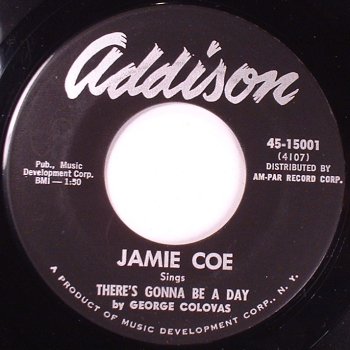 addison
45-15001
(4107)
DISTRIBUTED BY
AM-PAR RECORD CORP.
Pub., Music
Development Corp.
BMI — 1:50
JAMIE COE
Sings
THERE'S GONNA BE A DAY
by GEORGE COLOVAS
A PRODUCT OF MUSIC DEVELOPMENT CORP., N. Y.